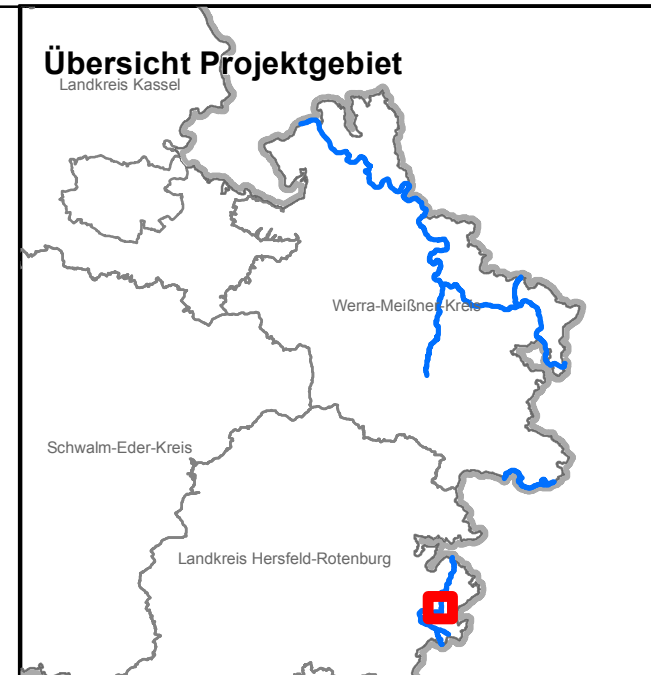 Übersicht Projektgebiet
Landkreis Kassel
Werra-Meißner-Kreis
Schwalm-Eder-Kreis
Landkreis Hersfeld-Rotenburg